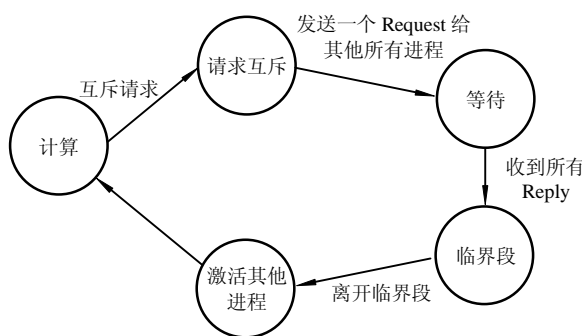 发送一个 Request 给
其他所有进程
请求互斥
互斥请求
等待
计算
收到所有
Reply
临界段
激活其他
进程
离开临界段